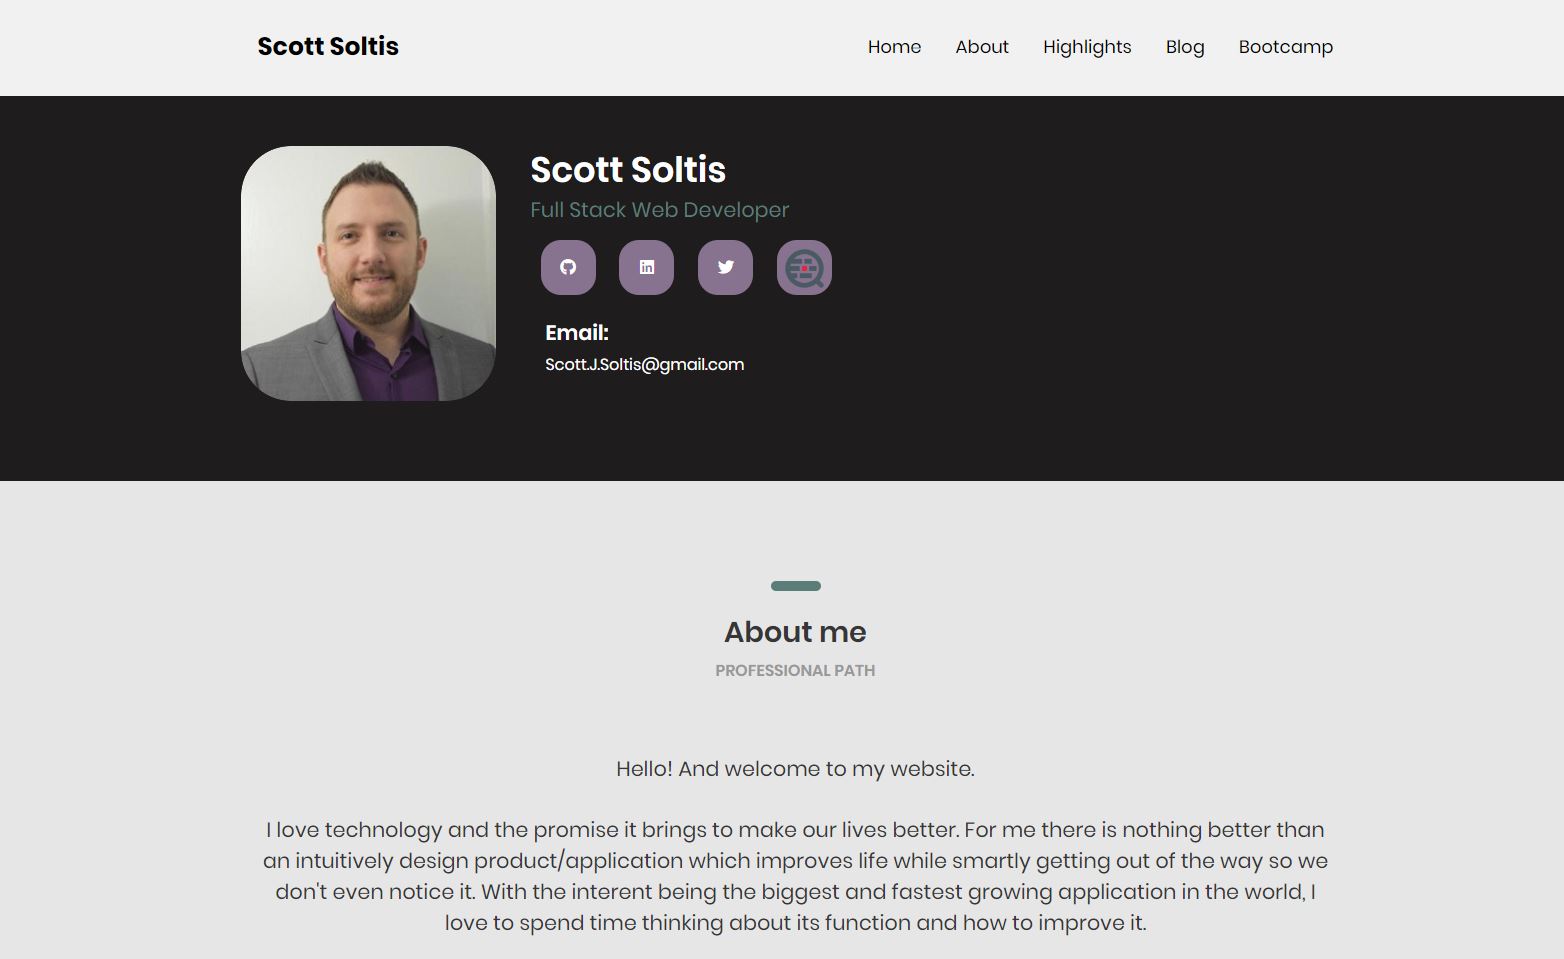 Scott Soltis
Home About Highlights Blog Bootcamp
Scott Soltis
Full Stack Web Developer
Email:
Scott.J.Soltis@gmail.com
About me
PROFESSIONAL PATH
Hello! And welcome to my website.
I love technology and the promise it brings to make our lives better. For me there is nothing better than
an intuitively design product/application which improves life while smartly getting out of the way so we
don't even notice it. With the interent being the biggest and fastest growing application in the world, I
love to spend time thinking about its function and how to improve it.